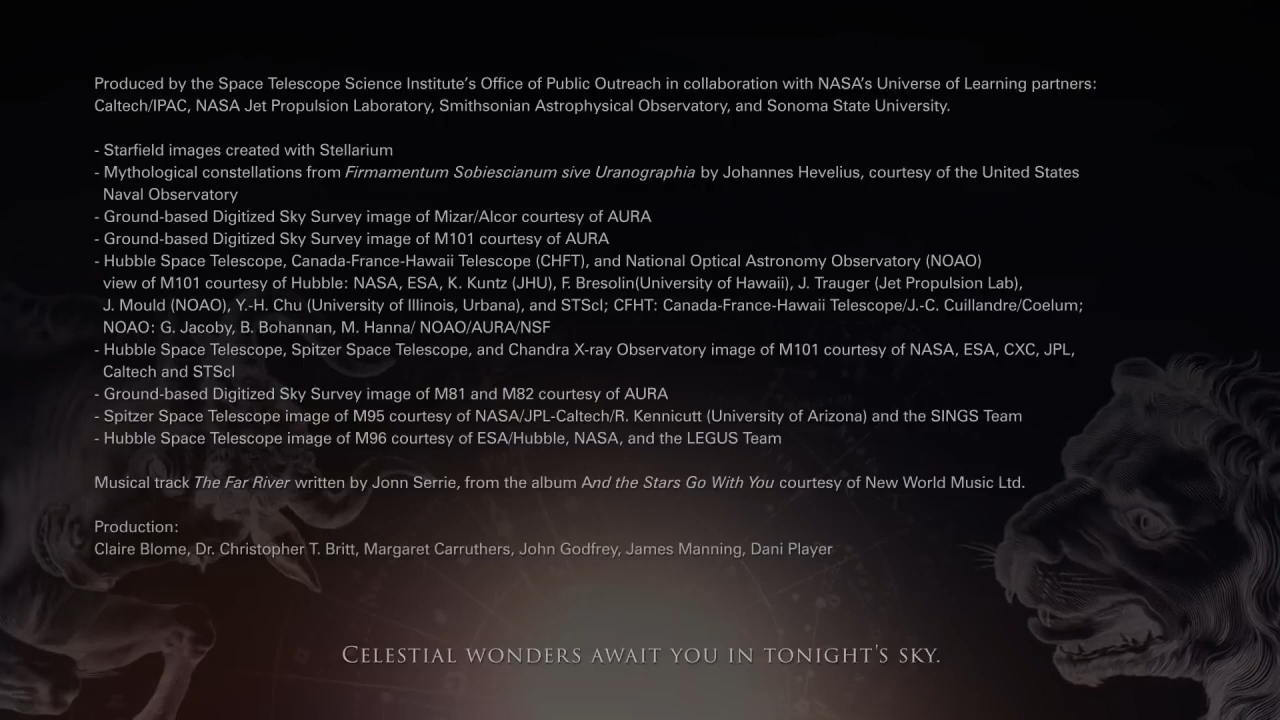 Produced by the Space Telescope Science Institute's Office of Public Outreach in collaboration with NASA's Universe of Learning partners:
Caltech/IPAC, NASA Jet Propulsion Laboratory, Smithsonian Astrophysical Observatory, and Sonoma State University.
- Starfield images created with Stellarium
- Mythological constellations from Firmamentum Sobiescianum sive Uranographia by Johannes Hevelius, courtesy of the United States
Naval Observatory
- Ground-based Digitized Sky Survey image of Mizar/Alcor courtesy of AURA
- Ground-based Digitized Sky Survey image of M101 courtesy of AURA
- Hubble Space Telescope, Canada-France-Hawaii Telescope (CHFT), and National Optical Astronomy Observatory (NOAO)
view of M101 courtesy of Hubble: NASA, ESA, K. Kuntz (JHU), F. Bresolin(University of Hawaii), J. Trauger (Jet Propulsion Lab),
J. Mould (NOAO), Y.-H. Chu (University of Illinois, Urbana), and STScI; CFHT: Canada-France-Hawaii Telescope/J.-C. Cuillandre/Coelum;
NOAO: G. Jacoby, B. Bohannan, M. Hanna/ NOAO/AURA/NSF
- Hubble Space Telescope, Spitzer Space Telescope, and Chandra X-ray Observatory image of M101 courtesy of NASA, ESA, CXC, JPL,
Caltech and STScI
- Ground-based Digitized Sky Survey image of M81 and M82 courtesy of AURA
- Spitzer Space Telescope image of M95 courtesy of NASA/JPL-Caltech/R. Kennicutt (University of Arizona) and the SINGS Team
- Hubble Space Telescope image of M96 courtesy of ESA/Hubble, NASA, and the LEGUS Team
Musical track The Far River written by Jonn Serrie, from the album And the Stars Go With You courtesy of New World Music Ltd.
Production:
Claire Blome, Dr. Christopher T. Britt, Margaret Carruthers, John Godfrey, James Manning, Dani Player
Celestial wonders await you in tonight's sky.